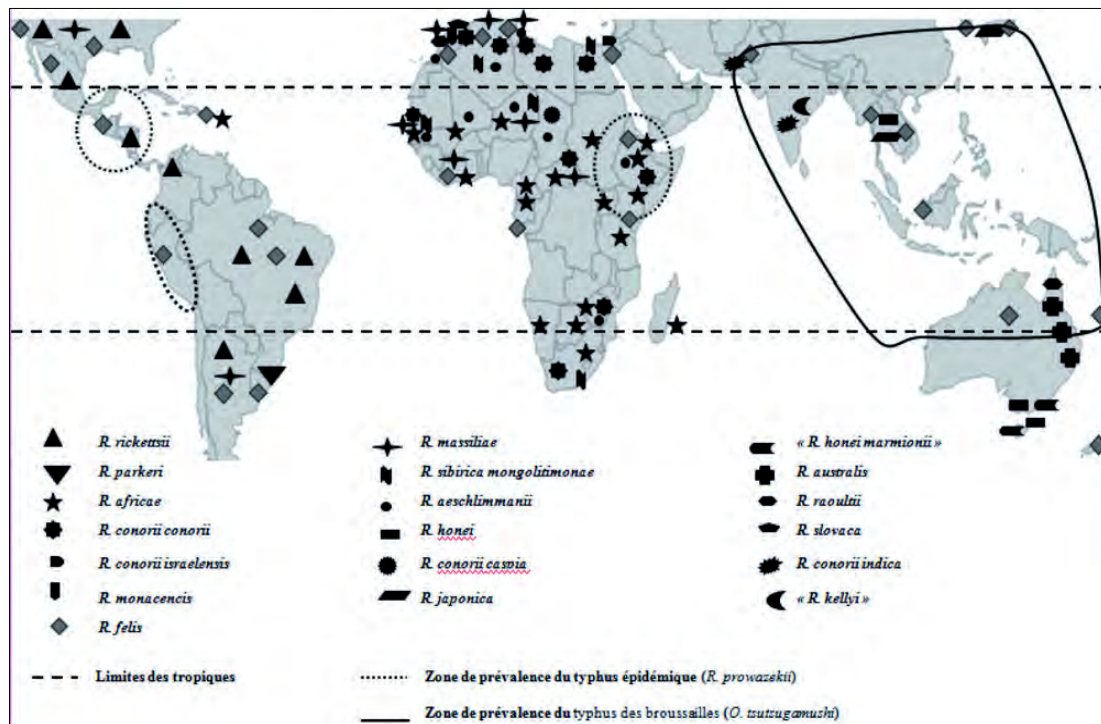 R. rickettsii
R. massiliae
« R. honei marmionii »
R. parkeri
R. sibirica mongolitimonae
R. australis
R. africae
R. aeschlimmanii
R. raoultii
R. conorii conorii
R. honei
R. slovaca
R. conorii israelensis
R. conorii caspia
R. conorii indica
R. monacencis
R. japonica
« R. kellyi »
R. felis
Limites des tropiques
Zone de prévalence du typhus épidémique (R. prowazekii)
Zone de prévalence du typhus des broussailles (O. tsutsugamushi)